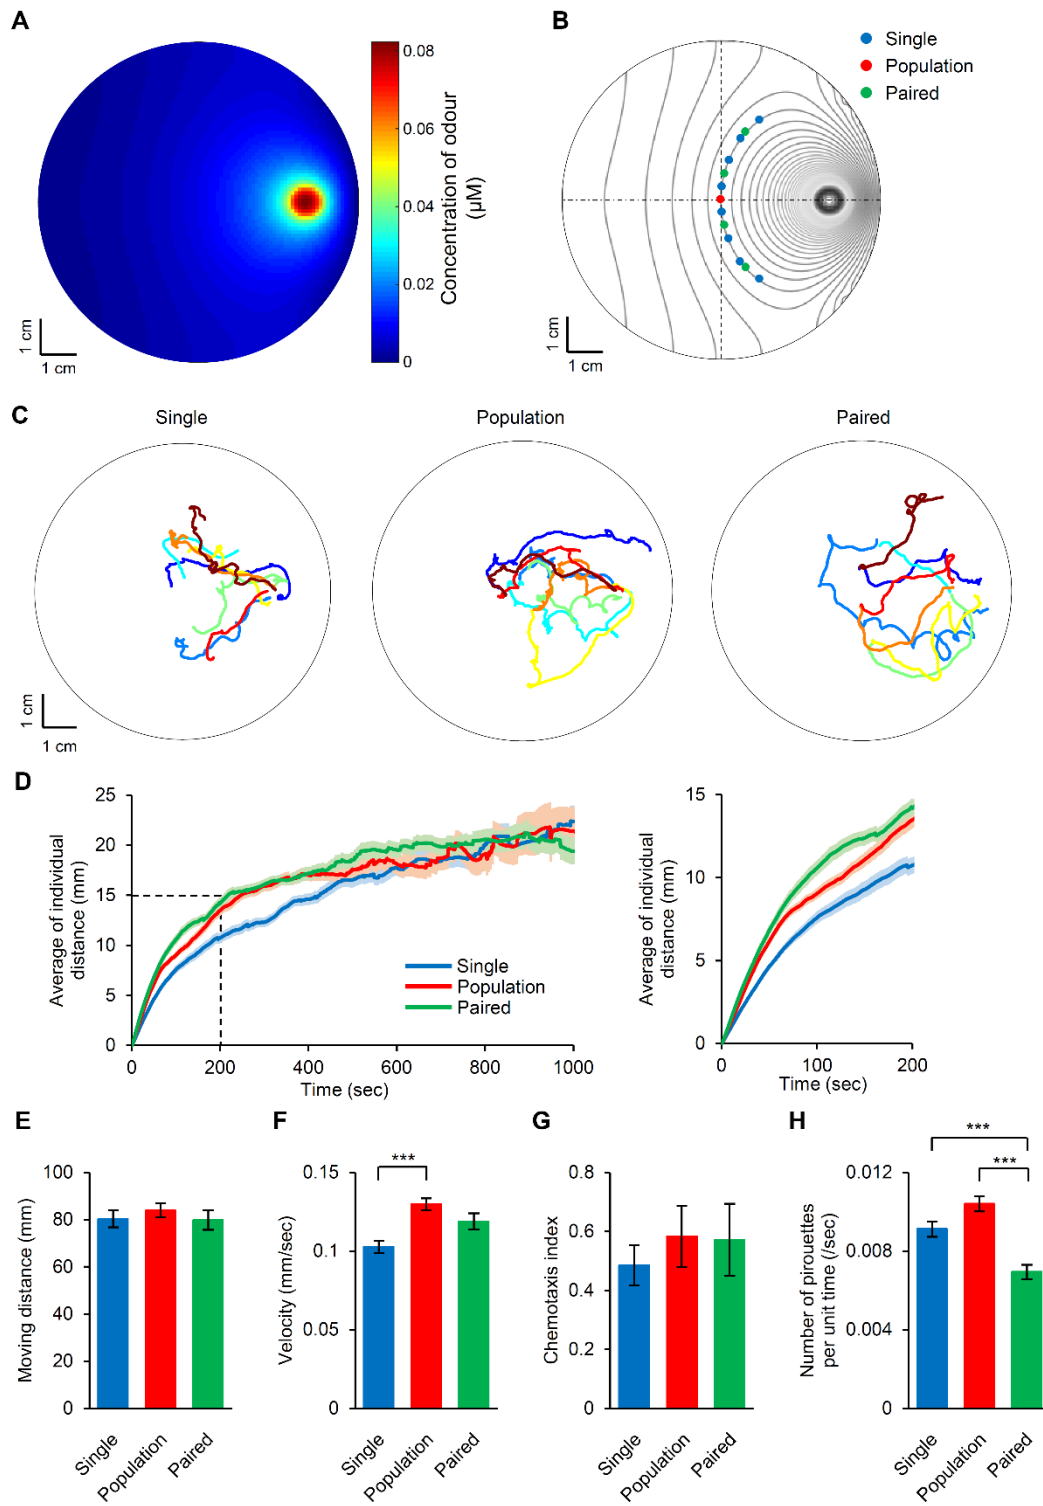 A
0.08
0.06
0.04
0.02
0
Concentration of odour
(µM)
1 cm
1 cm
B
Single
Population
Paired
1 cm
1 cm
C
Single
Population
Paired
1 cm
1 cm
D
Average of individual
distance (mm)
25
20
15
10
5
0
0
200
400
600
800
1000
Time (sec)
Single
Population
Paired
Average of individual
distance (mm)
15
10
5
0
0
100
200
Time (sec)
E
Moving distance (mm)
100
80
60
40
20
0
Single
Population
Paired
F
Velocity (mm/sec)
0.15
0.1
0.05
0
***
Single
Population
Paired
G
Chemotaxis index
0.8
0.6
0.4
0.2
0
Single
Population
Paired
H
Number of pirouettes
per unit time (/sec)
0.012
0.008
0.004
0
***
***
Single
Population
Paired